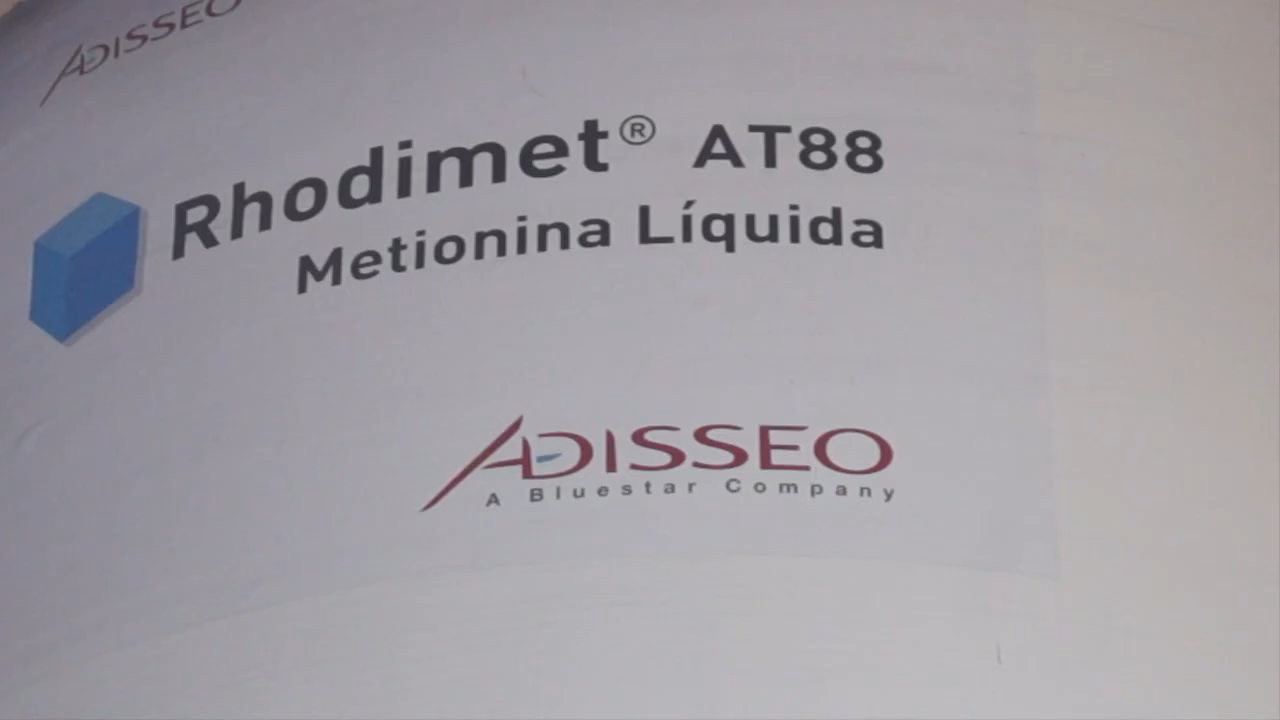 ADISSEO
Rhodimet® AT88
Metionina Líquida
ADISSEO
A Bluestar Company